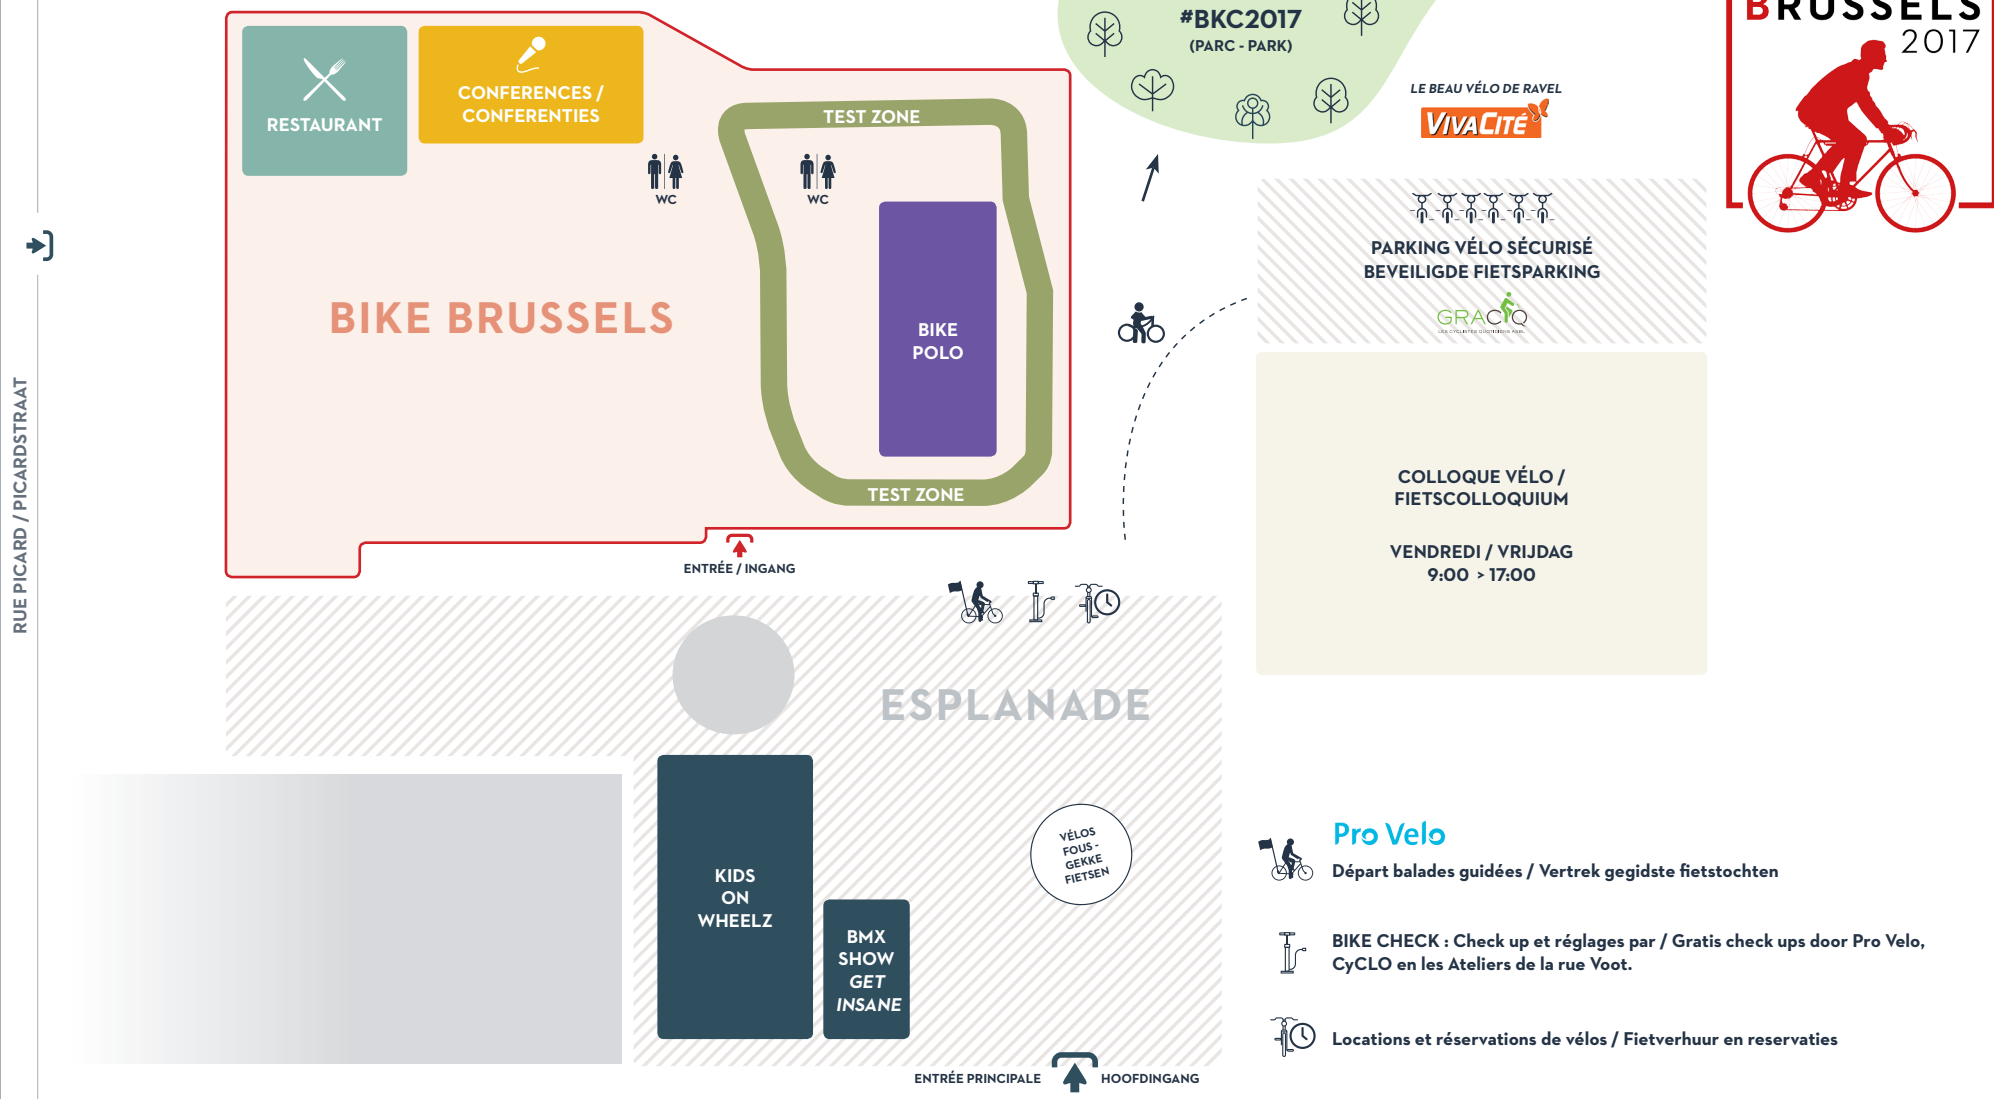 #BKC2017
(PARC - PARK)
BRUSSELS
2017
RESTAURANT
CONFERENCES /
CONFERENTIES
TEST ZONE
WC
WC
LE BEAU VÉLO DE RAVEL
VIVACITÉ
PARKING VÉLO SÉCURISÉ
BEVEILIGDE FIETSPARKING
GRACQ
LES CYCLISTES QUOTIDIENS ASBL
BIKE BRUSSELS
BIKE
POLO
TEST ZONE
RUE PICARD / PICARDSTRAAT
ENTRÉE / INGANG
COLLOQUE VÉLO /
FIETSCOLLOQUIUM
VENDREDI / VRIJDAG
9:00 > 17:00
ESPLANADE
KIDS
ON
WHEELZ
BMX
SHOW
GET
INSANE
VÉLOS
FOUS -
GEKKE
FIETSEN
Pro Velo
Départ balades guidées / Vertrek gegidste fietstochten
BIKE CHECK : Check up et réglages par / Gratis check ups door Pro Velo,
CyCLO en les Ateliers de la rue Voot.
Locations et réservations de vélos / Fietverhuur en reservaties
ENTRÉE PRINCIPALE
HOOFDINGANG